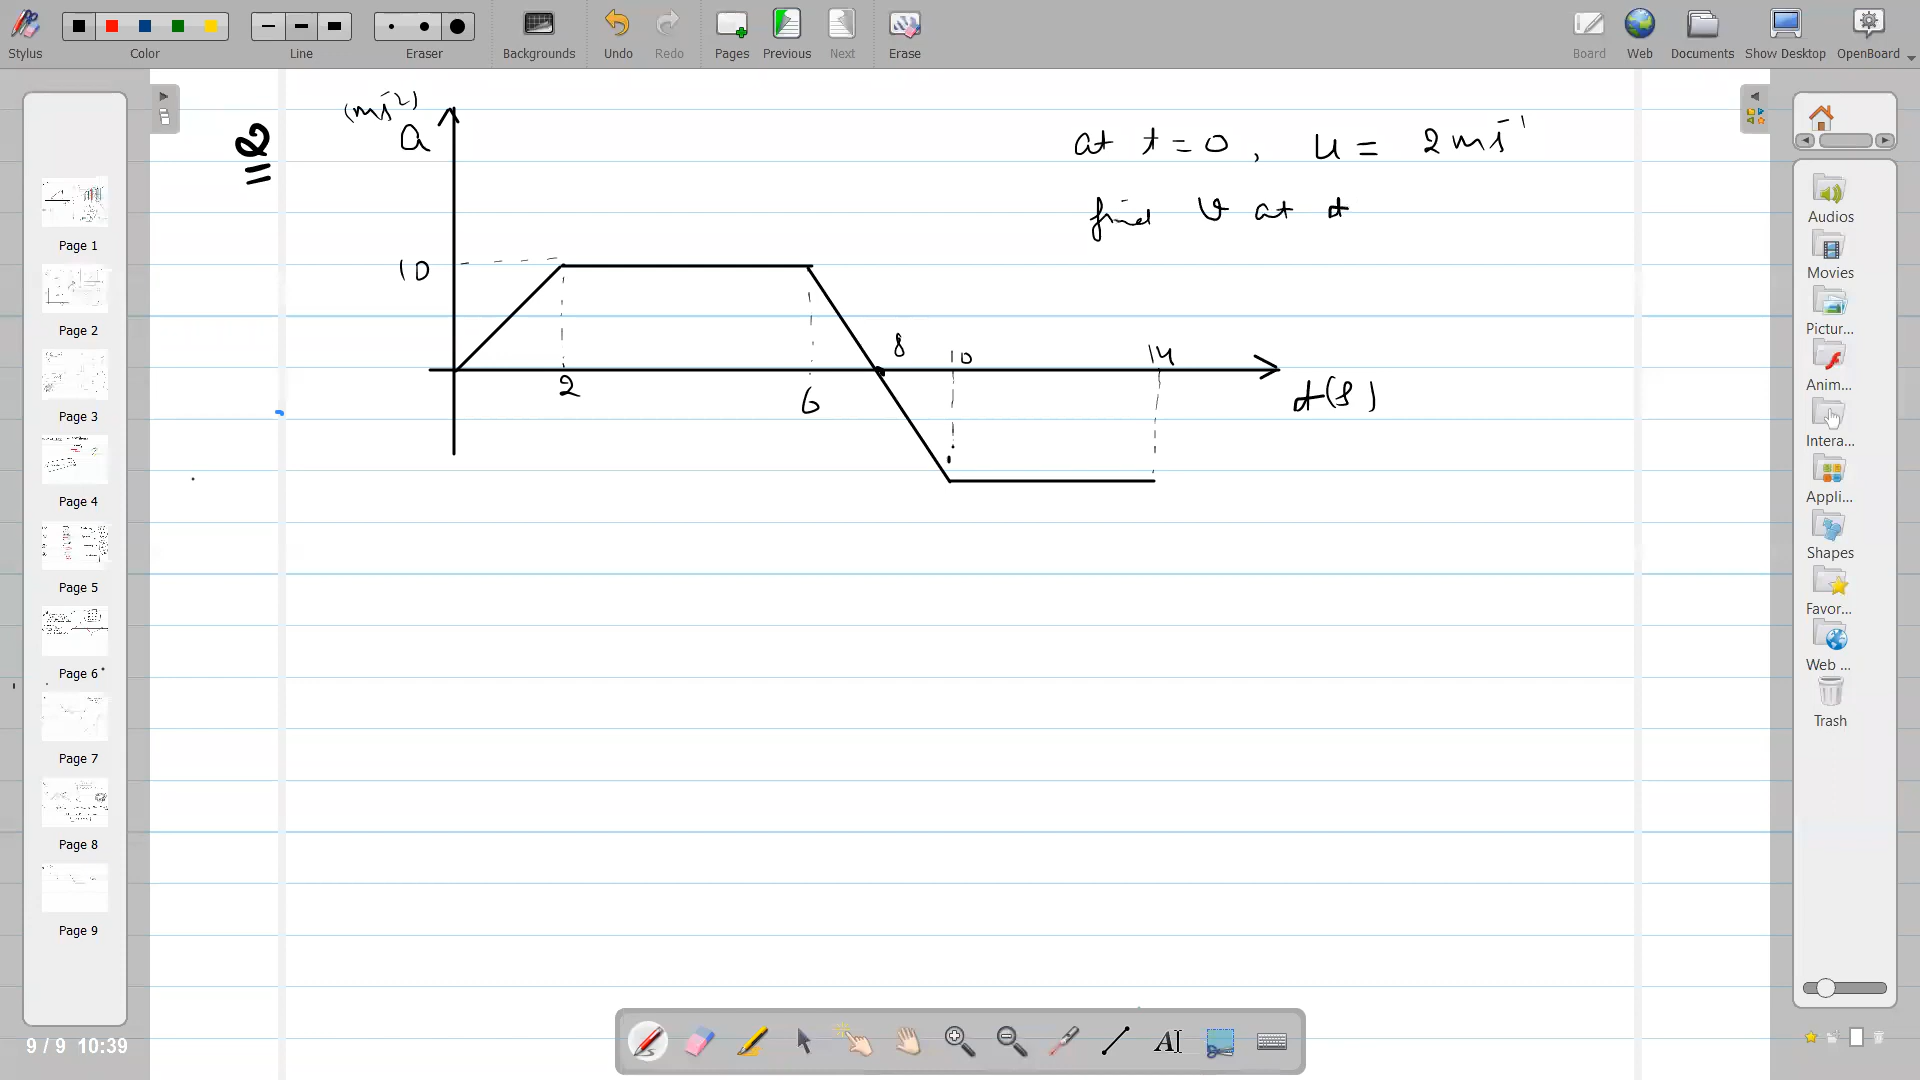 Stylus
Color
Line
Eraser
Backgrounds
Undo
Redo
Pages
Previous
Next
Erase
Board
Web
Documents
Show Desktop
OpenBoard
Page 1
Page 2
Page 3
Page 4
Page 5
Page 6
Page 7
Page 8
Page 9
9 / 9 10:39
Q
(ms⁻²)
a
at t = 0 , u = 2 ms⁻¹
find v at t
10
2
6
8
10
14
t(s)
Audios
Movies
Pictur...
Anim...
Intera...
Appli...
Shapes
Favor...
Web ...
Trash